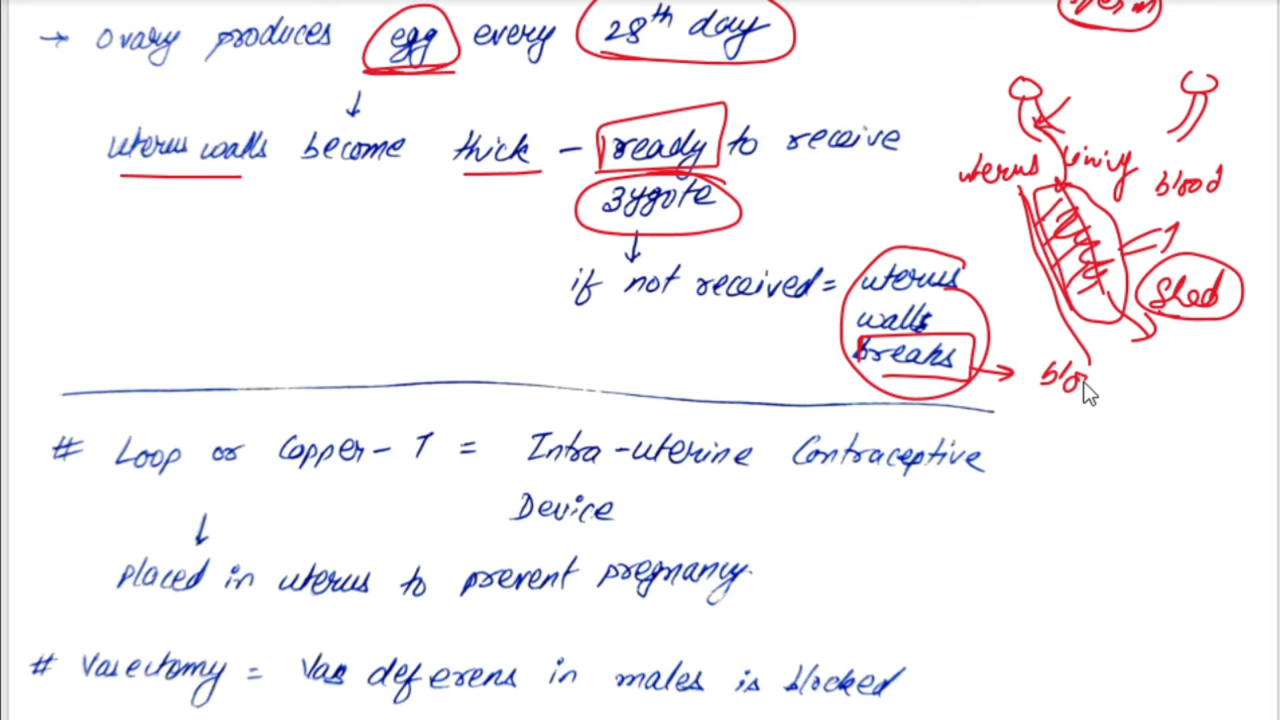 → Ovary produces egg every 28th day
↓
uterus walls become thick - ready to receive
zygote
↓
if not received = uterus
walls
breaks → blo
uterus lining
blood
Shed
# Loop or Copper-T = Intra-uterine Contraceptive
Device
↓
placed in uterus to prevent pregnancy.
# Vasectomy = Vas deferens in males is blocked